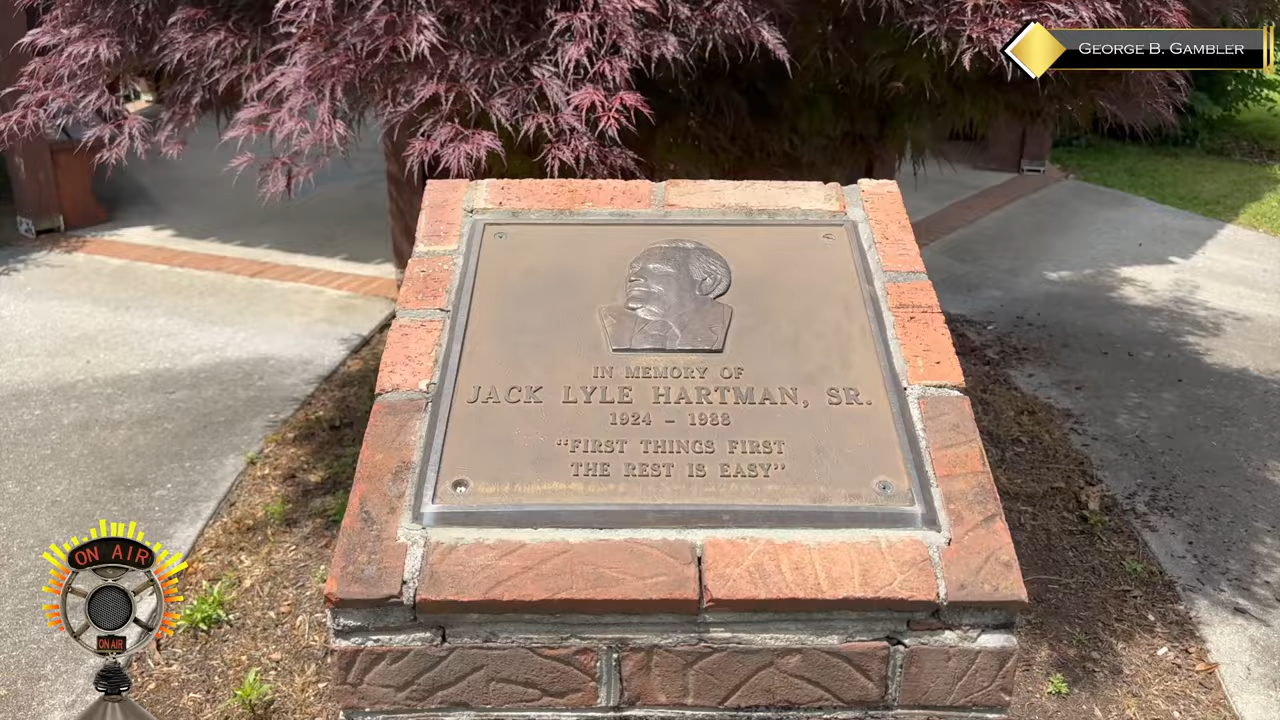 GEORGE B. GAMBLER
IN MEMORY OF
JACK LYLE HARTMAN, SR.
1924 – 1988
“FIRST THINGS FIRST
THE REST IS EASY”
ON AIR
ON AIR